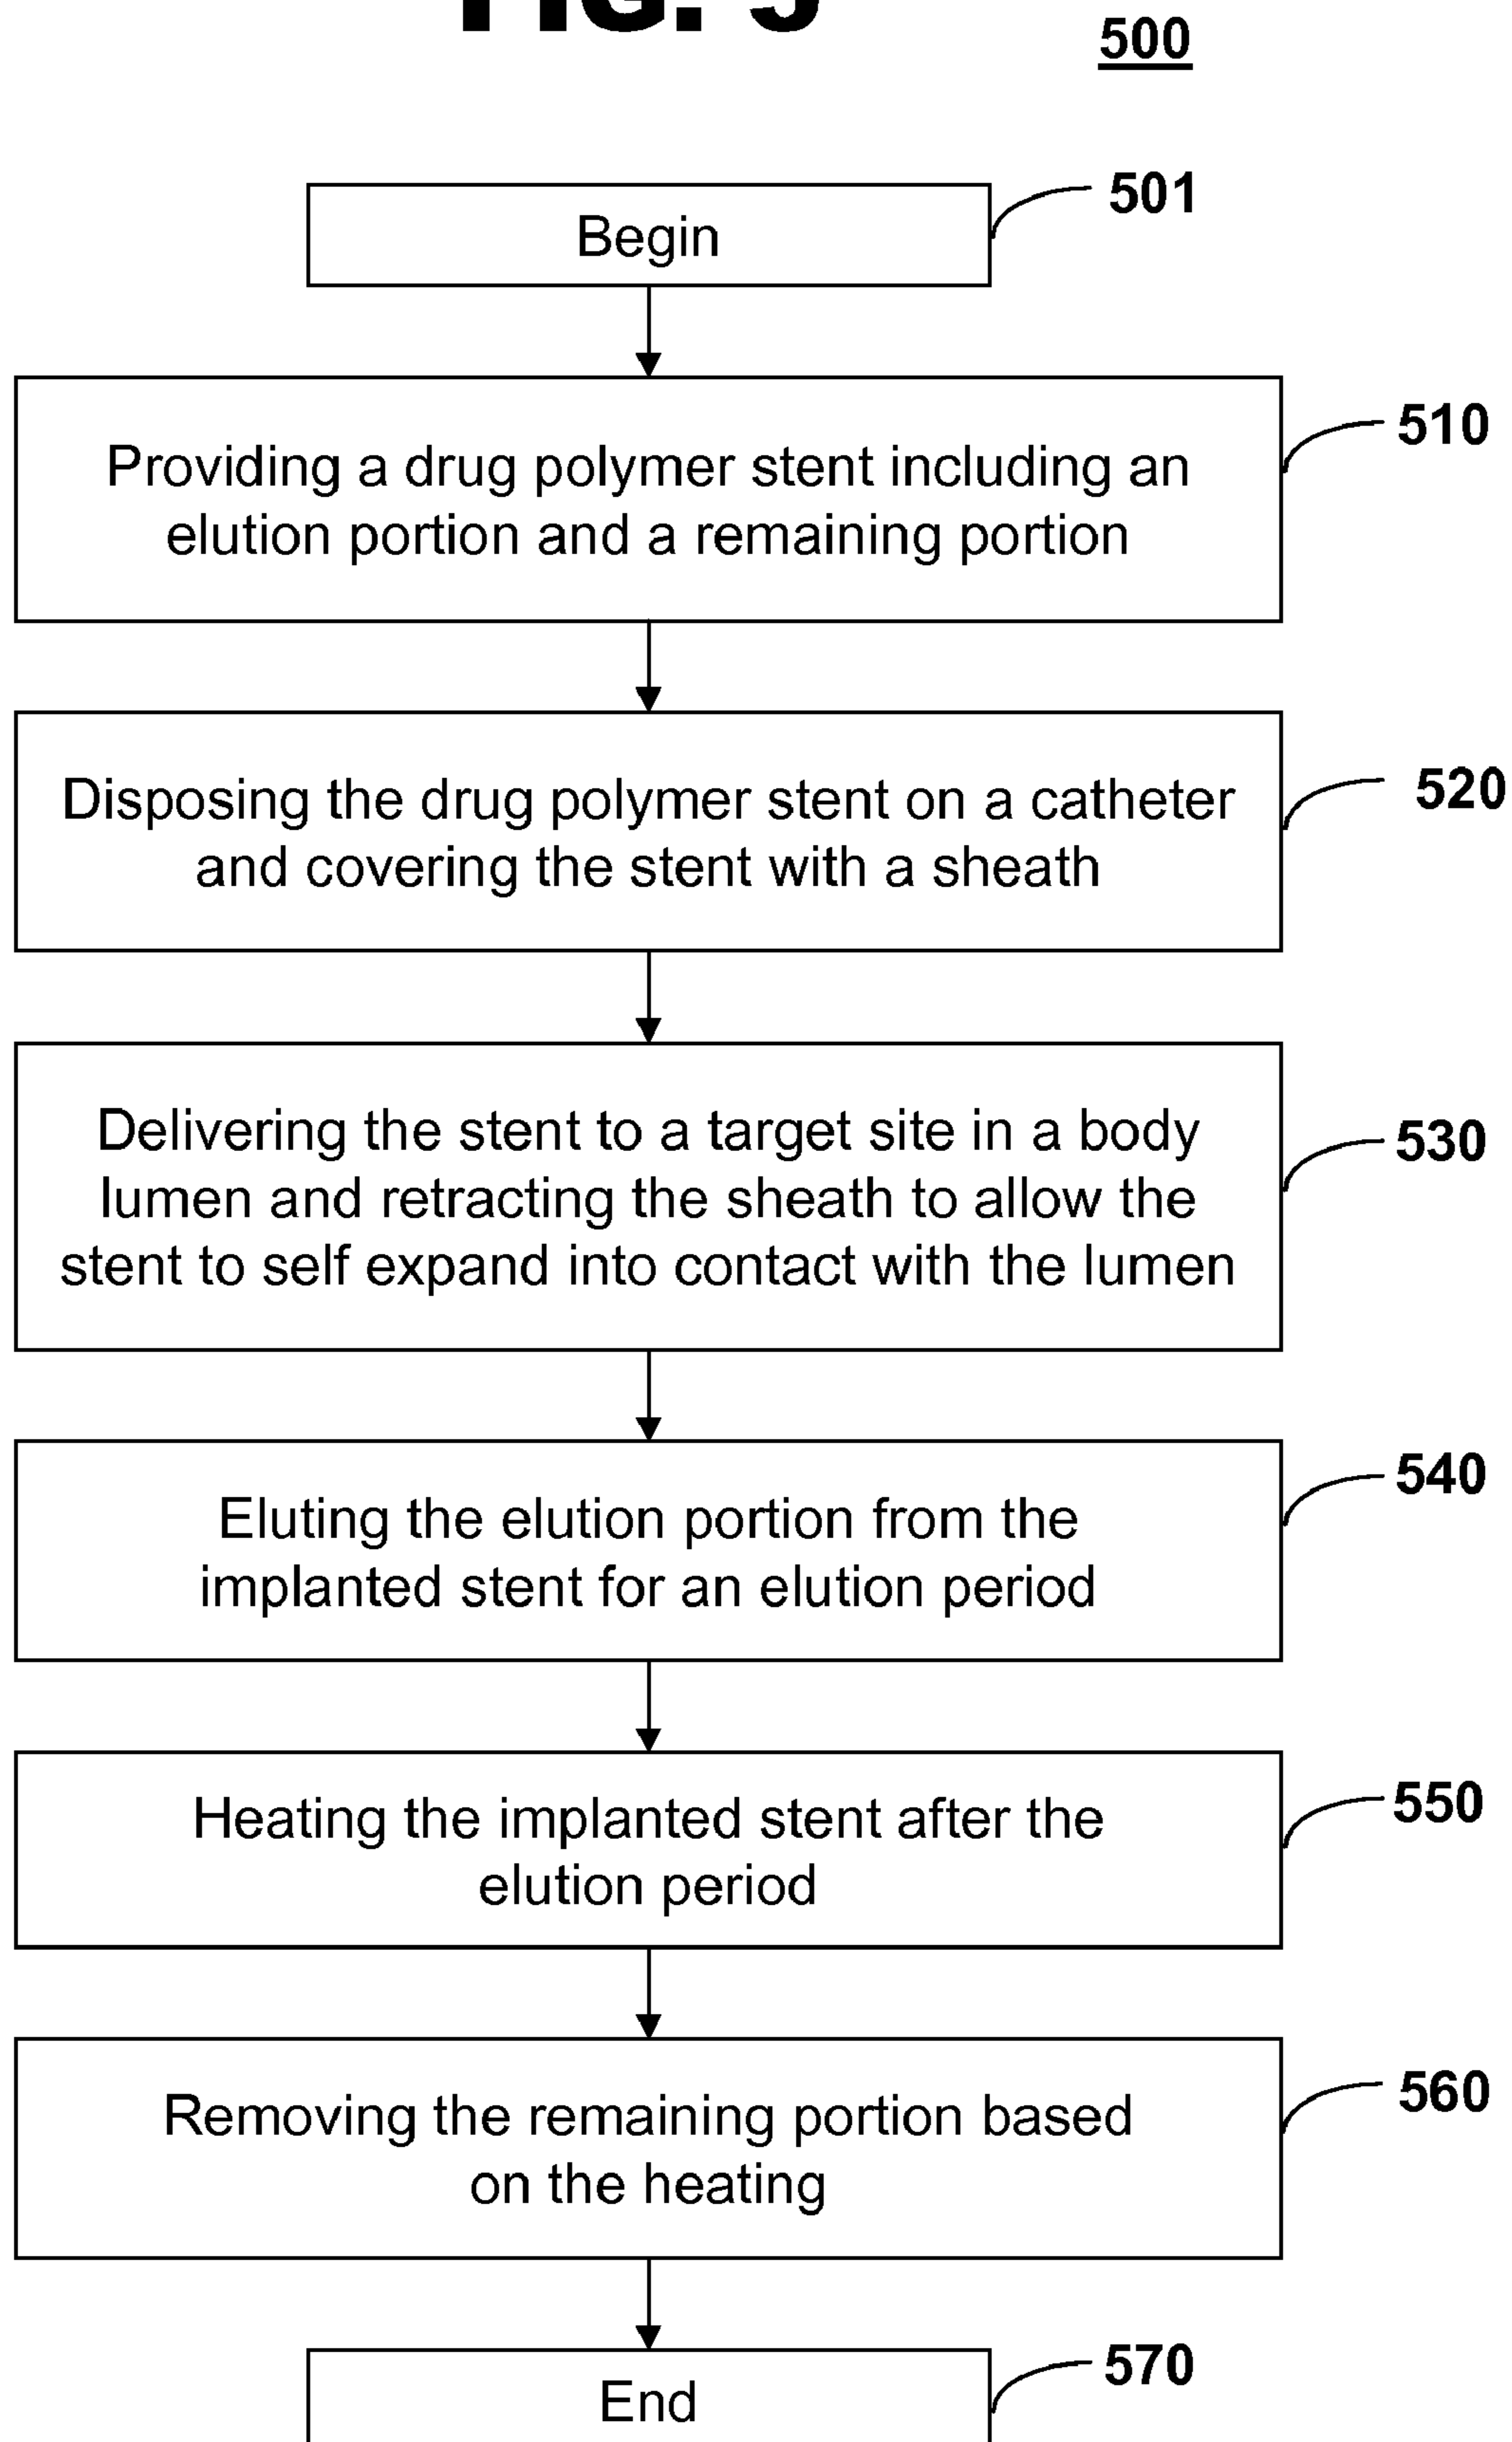 FIG. 5
500
Begin
501
Providing a drug polymer stent including an
elution portion and a remaining portion
510
Disposing the drug polymer stent on a catheter
and covering the stent with a sheath
520
Delivering the stent to a target site in a body
lumen and retracting the sheath to allow the
stent to self expand into contact with the lumen
530
Eluting the elution portion from the
implanted stent for an elution period
540
Heating the implanted stent after the
elution period
550
Removing the remaining portion based
on the heating
560
End
570